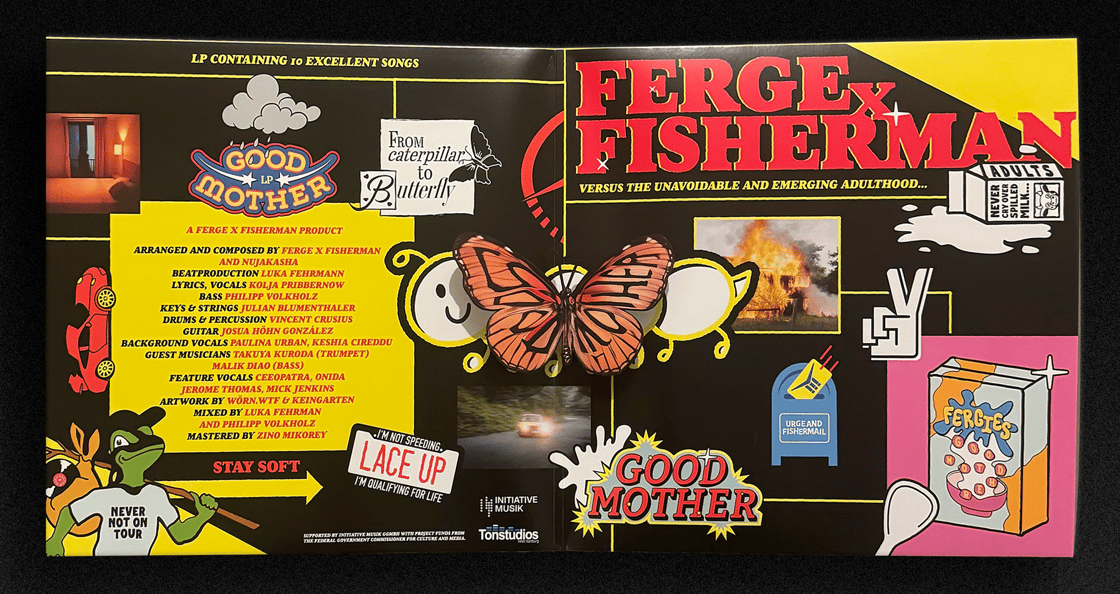 LP CONTAINING 10 EXCELLENT SONGS
GOOD
LP
MOTHER
FROM
caterpillar
to
Butterfly
B
A FERGE X FISHERMAN PRODUCT
ARRANGED AND COMPOSED BY FERGE X FISHERMAN
AND NUJAKASHA
BEATPRODUCTION LUKA FEHRMANN
LYRICS, VOCALS KOLJA PRIBBERNOW
BASS PHILIPP VOLKHOLZ
KEYS & STRINGS JULIAN BLUMENTHALER
DRUMS & PERCUSSION VINCENT CRUSIUS
GUITAR JOSUA HÖHN GONZÁLEZ
BACKGROUND VOCALS PAULINA URBAN, KESHIA CIREDDU
GUEST MUSICIANS TAKUYA KURODA (TRUMPET)
MALIK DIAO (BASS)
FEATURE VOCALS CEEOPATRA, ONIDA
JEROME THOMAS, MICK JENKINS
ARTWORK BY WÖRN.WTF & KEINGARTEN
MIXED BY LUKA FEHRMAN
AND PHILIPP VOLKHOLZ
MASTERED BY ZINO MIKOREY
STAY SOFT
NEVER
NOT ON
TOUR
I'M NOT SPEEDING.
LACE UP
I'M QUALIFYING FOR LIFE
SUPPORTED BY INITIATIVE MUSIK GGMBH WITH PROJECT FUNDS FROM
THE FEDERAL GOVERNMENT COMMISSIONER FOR CULTURE AND MEDIA.
INITIATIVE
MUSIK
Tonstudios
FERGE X
FISHERMAN
VERSUS THE UNAVOIDABLE AND EMERGING ADULTHOOD...
ADULTS
NEVER
CRY OVER
SPILLED
MILK...
URGE AND
FISHERMAIL
GOOD
MOTHER
FERGIES